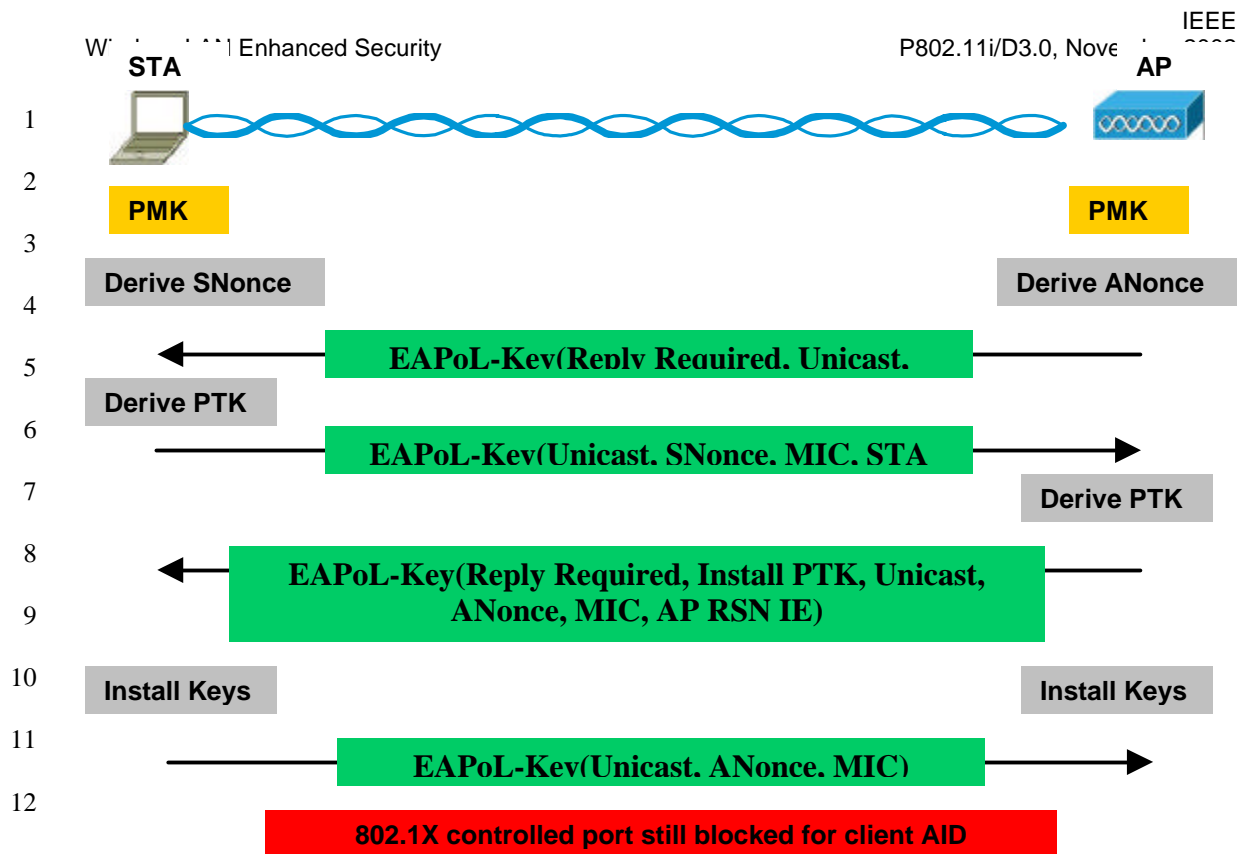 IEEE
Enhanced Security P802.11i/D3.0,
STA AP
1
2
PMK PMK
3
Derive SNonce Derive ANonce
4
EAPoL-Key(Reply Required, Unicast,
5
Derive PTK
6
EAPoL-Key(Unicast, SNonce, MIC, STA
7
Derive PTK
8
EAPoL-Key(Reply Required, Install PTK, Unicast,
ANonce, MIC, AP RSN IE)
9
10
Install Keys Install Keys
11
EAPoL-Key(Unicast, ANonce, MIC)
12
802.1X controlled port still blocked for client AID